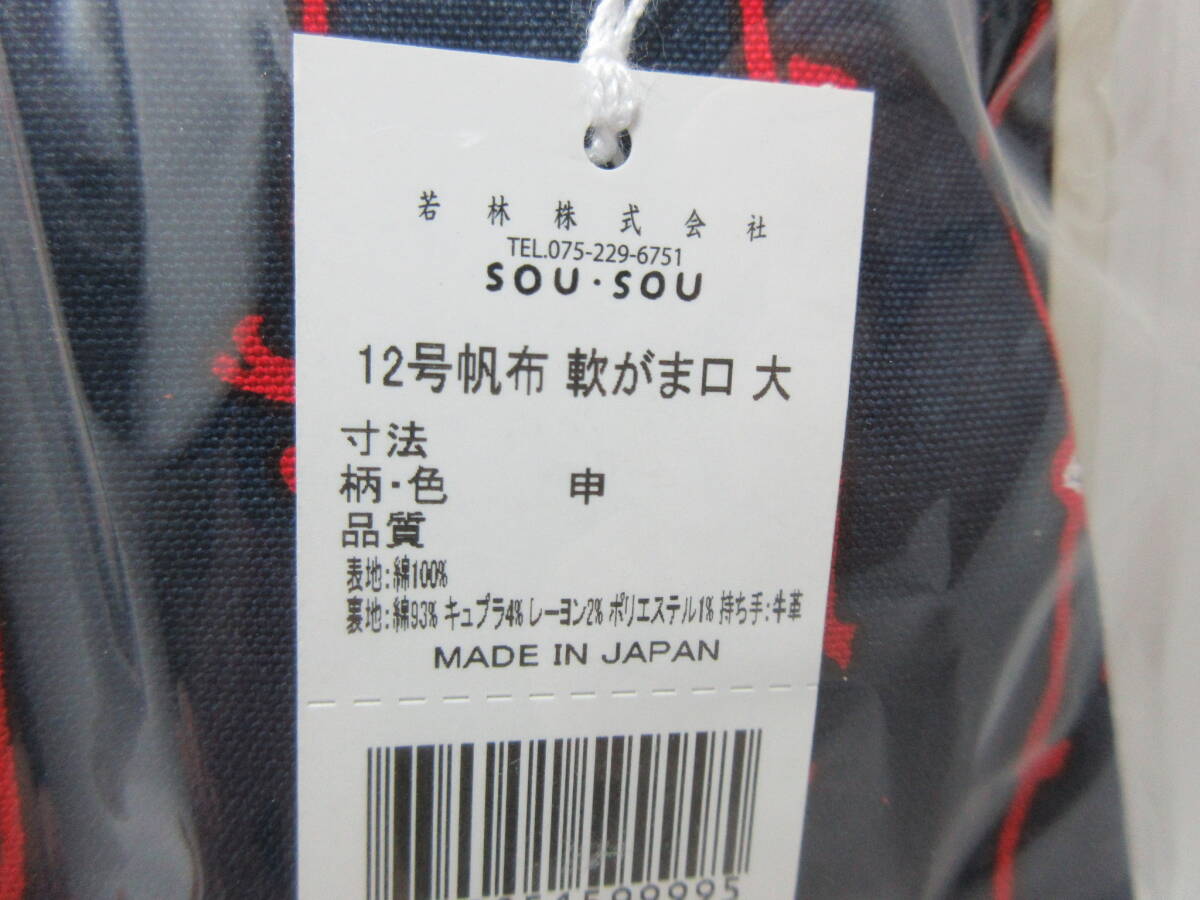 若林株式会社
TEL.075-229-6751
SOU・SOU
12号帆布 軟がま口 大
寸法
柄・色 申
品質
表地:綿100%
裏地:綿93% キュプラ4% レーヨン2% ポリエステル1% 持ち手:牛革
MADE IN JAPAN